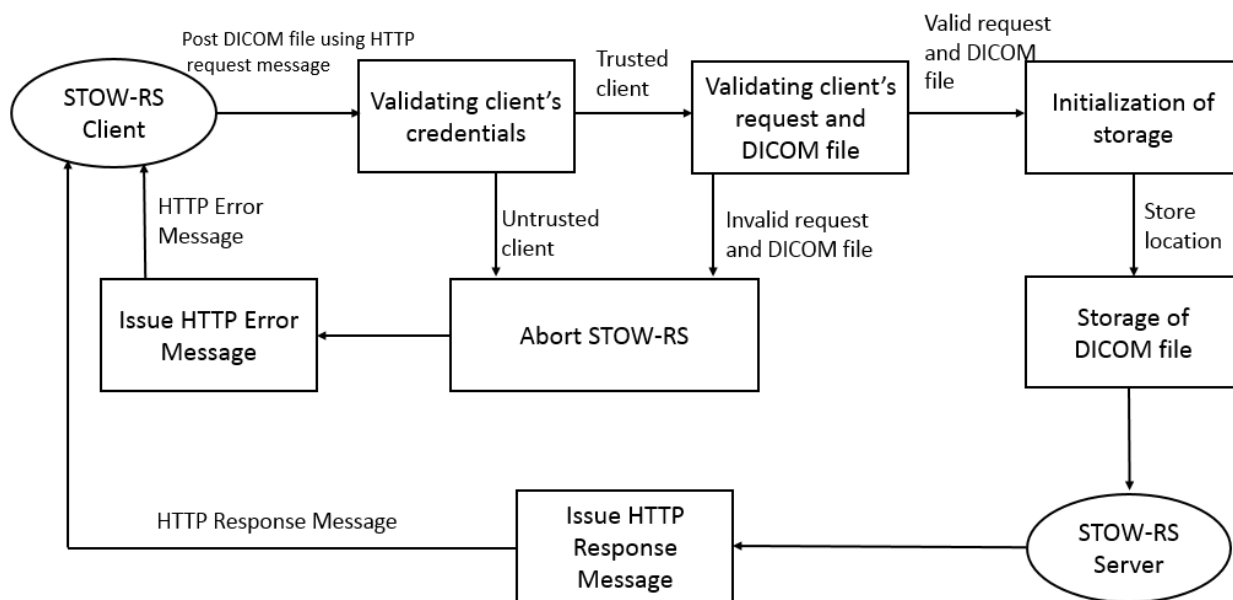 Post DICOM file using HTTP
request message
STOW-RS
Client
Validating client's
credentials
Trusted
client
Validating client's
request and
DICOM file
Valid request
and DICOM
file
Initialization of
storage
HTTP Error
Message
Untrusted
client
Invalid request
and DICOM file
Store
location
Issue HTTP Error
Message
Abort STOW-RS
Storage of
DICOM file
HTTP Response Message
Issue HTTP
Response
Message
STOW-RS
Server